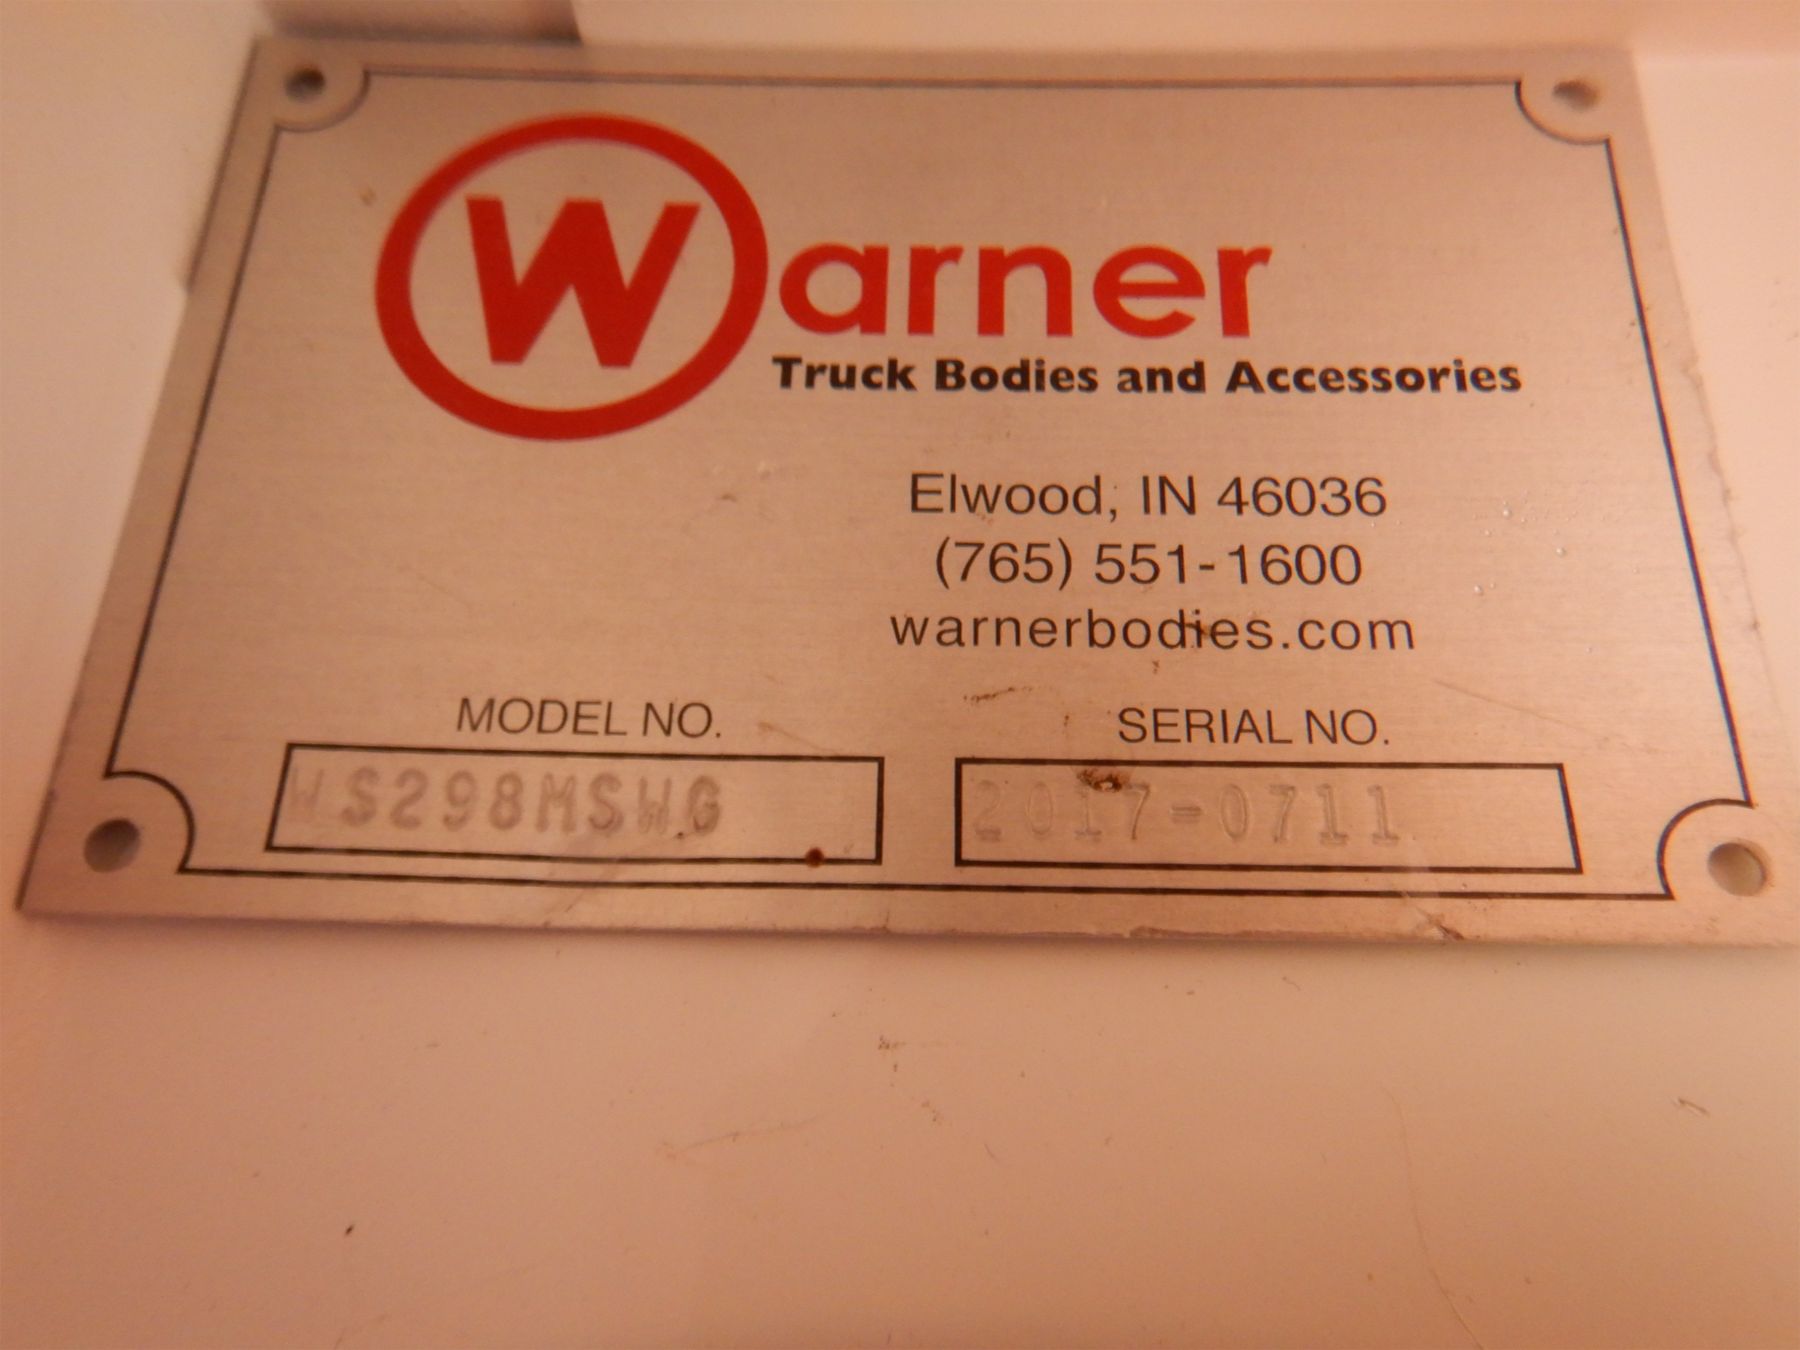 Warner
Truck Bodies and Accessories
Elwood, IN 46036
(765) 551-1600
warnerbodies.com
MODEL NO.
SERIAL NO.
WS298MSWG
2017-0711